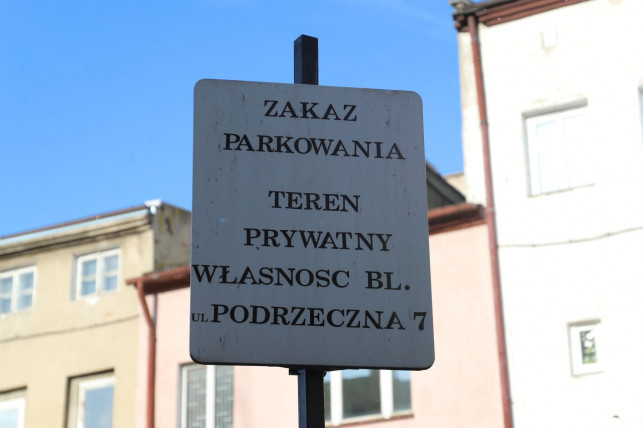 ZAKAZ
PARKOWANIA
TEREN
PRYWATNY
WŁASNOSC BL.
UL PODRZECZNA 7